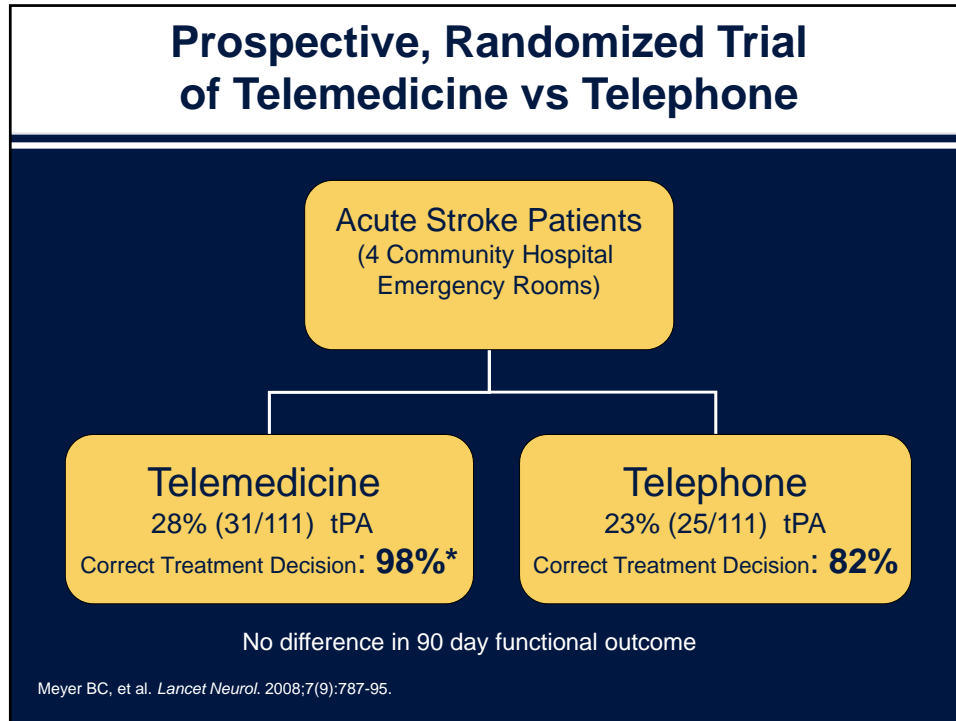 Prospective, Randomized Trial
of Telemedicine vs Telephone
Acute Stroke Patients
(4 Community Hospital
Emergency Rooms)
Telemedicine
28% (31/111) tPA
Correct Treatment Decision: 98%*
Telephone
23% (25/111) tPA
Correct Treatment Decision: 82%
No difference in 90 day functional outcome
Meyer BC, et al. Lancet Neurol. 2008;7(9):787-95.